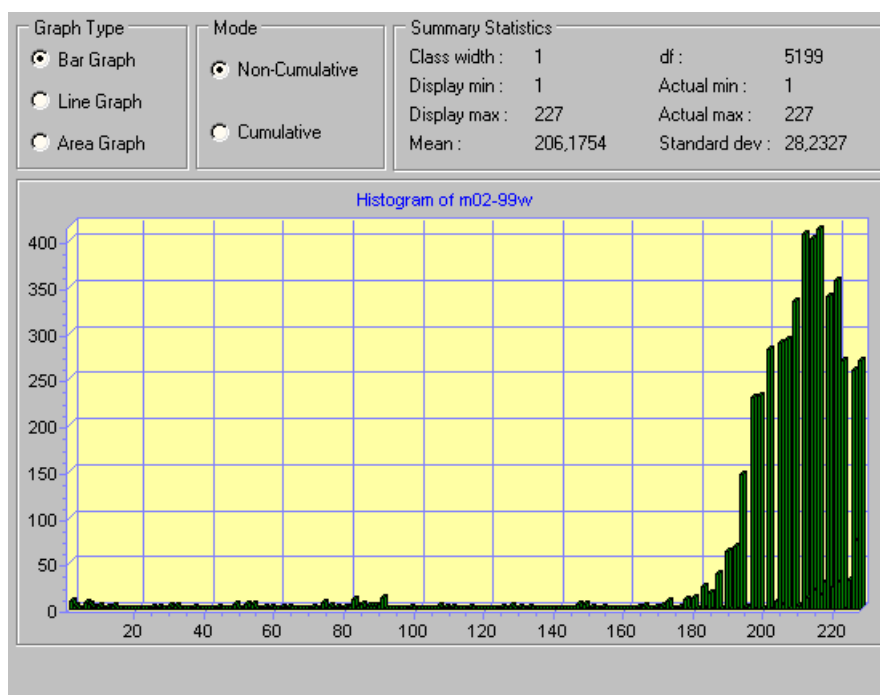 Graph Type
Bar Graph
Line Graph
Area Graph
Mode
Non-Cumulative
Cumulative
Summary Statistics
Class width : 1 df : 5199
Display min : 1 Actual min : 1
Display max : 227 Actual max : 227
Mean : 206,1754 Standard dev : 28,2327
Histogram of m02-99w
400
350
300
250
200
150
100
50
0
20 40 60 80 100 120 140 160 180 200 220